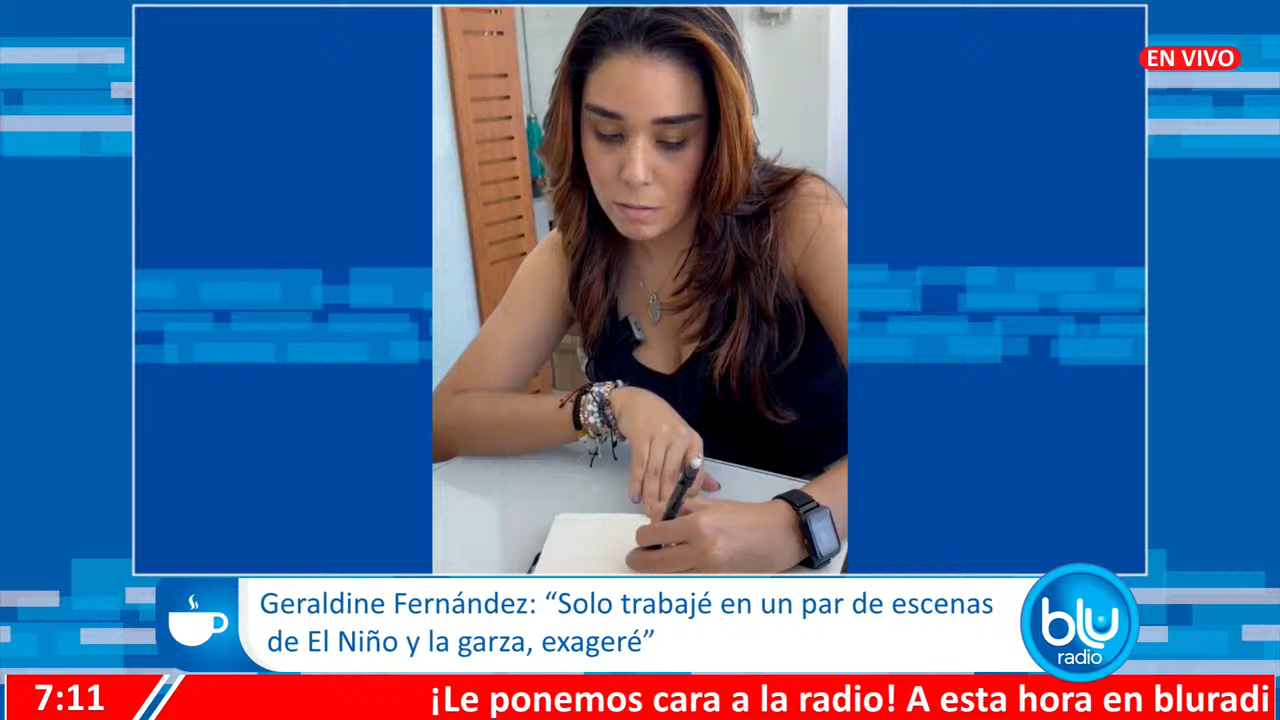 EN VIVO
Geraldine Fernández: “Solo trabajé en un par de escenas
de El Niño y la garza, exageré”
blu
radio
7:11
¡Le ponemos cara a la radio! A esta hora en bluradi